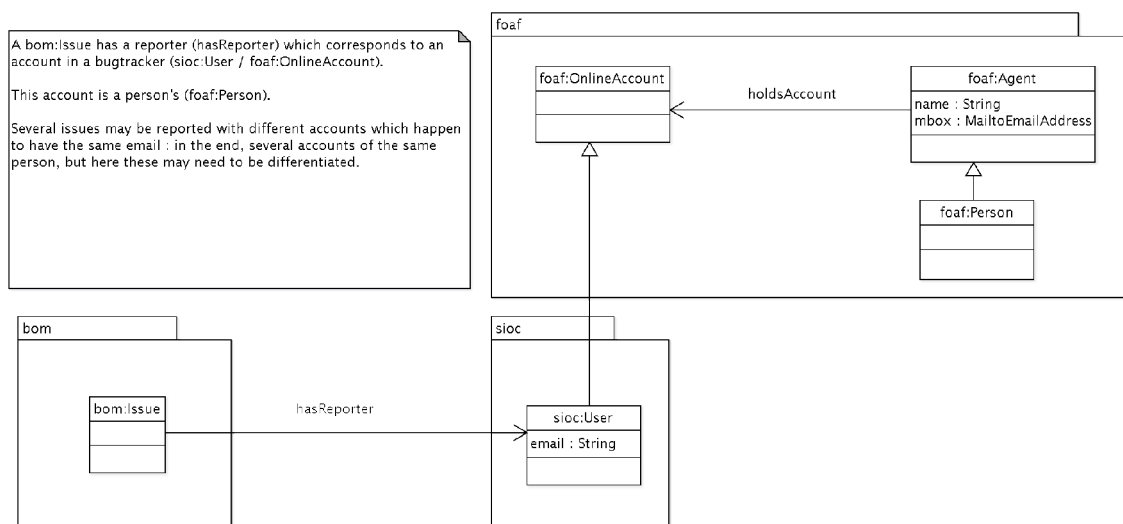 A bom:Issue has a reporter (hasReporter) which corresponds to an
account in a bugtracker (sioc:User / foaf:OnlineAccount).
This account is a person's (foaf:Person).
Several issues may be reported with different accounts which happen
to have the same email : in the end, several accounts of the same
person, but here these may need to be differentiated.
foaf
foaf:OnlineAccount
holdsAccount
foaf:Agent
name : String
mbox : MailtoEmailAddress
foaf:Person
bom
bom:Issue
hasReporter
sioc
sioc:User
email : String